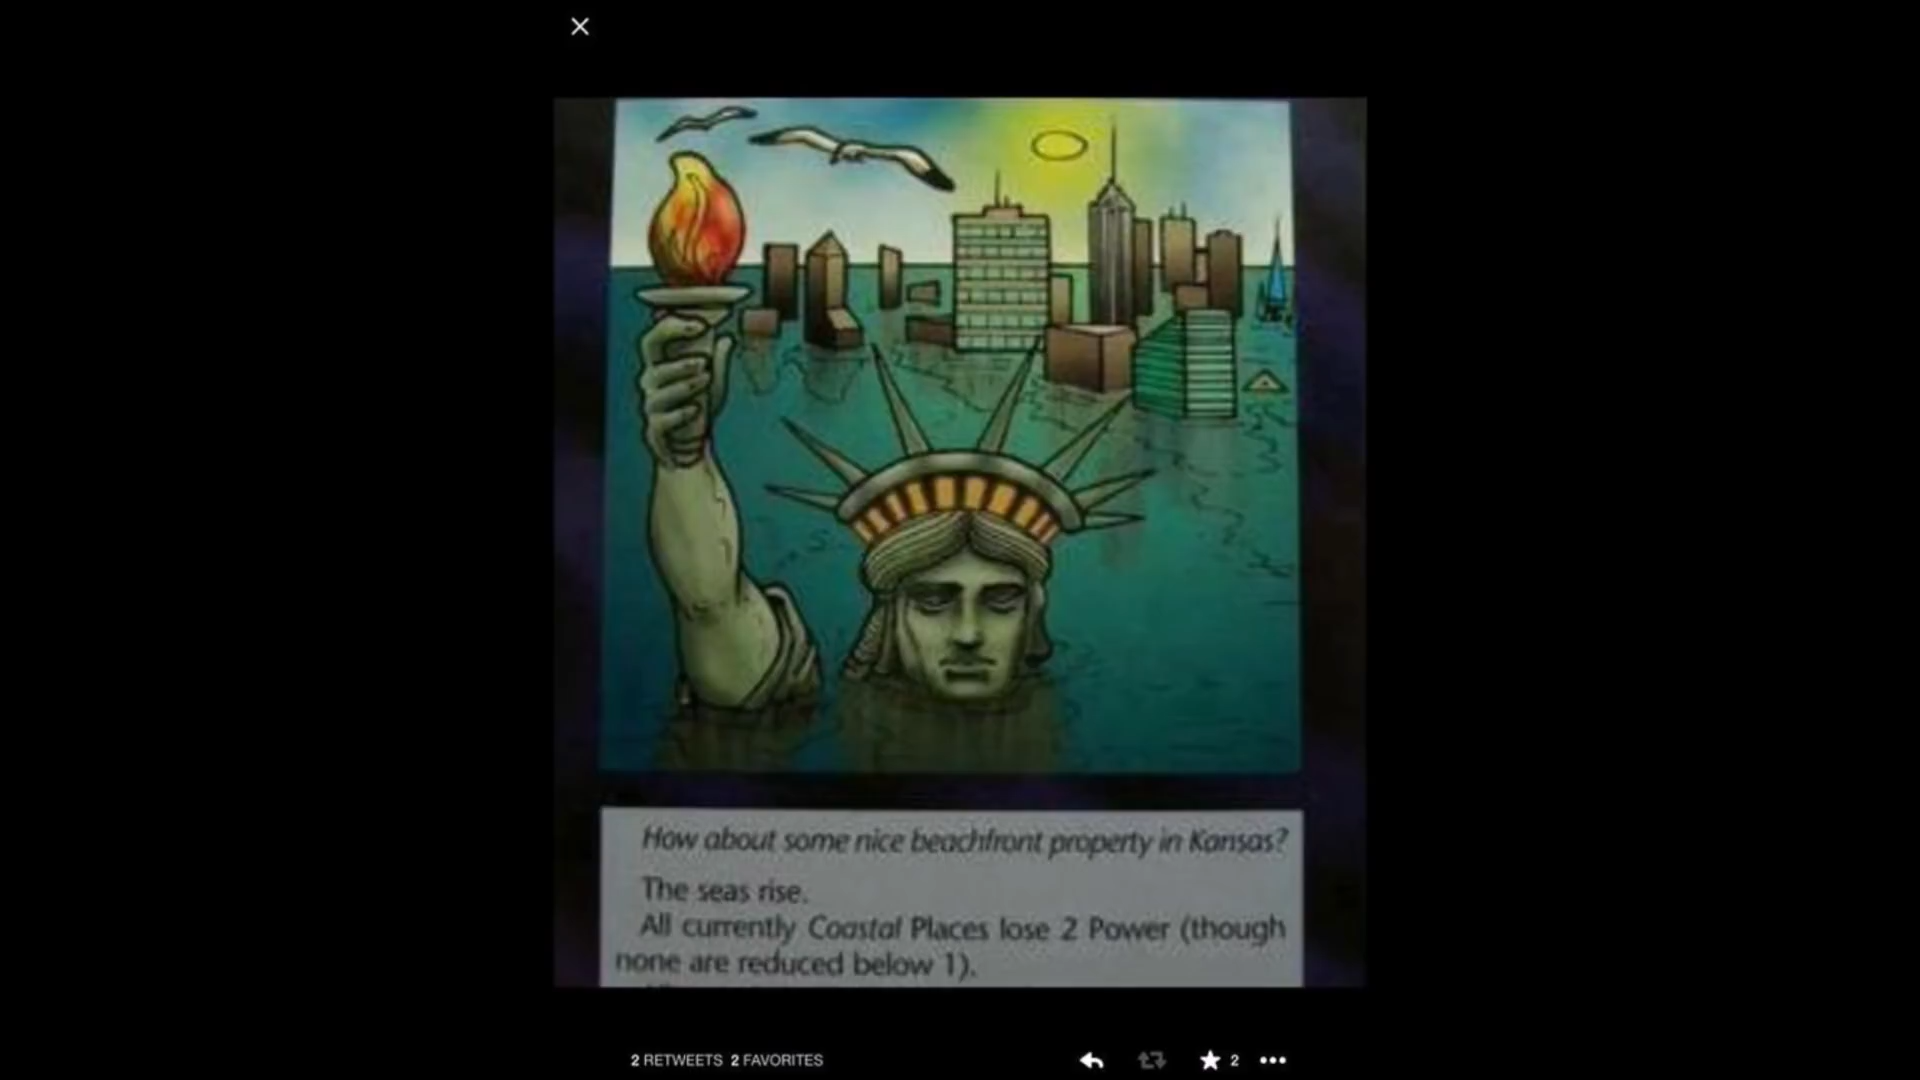 How about some nice beachfront property in Kansas?
The seas rise.
All currently Coastal Places lose 2 Power (though
none are reduced below 1).
2 RETWEETS 2 FAVORITES
2